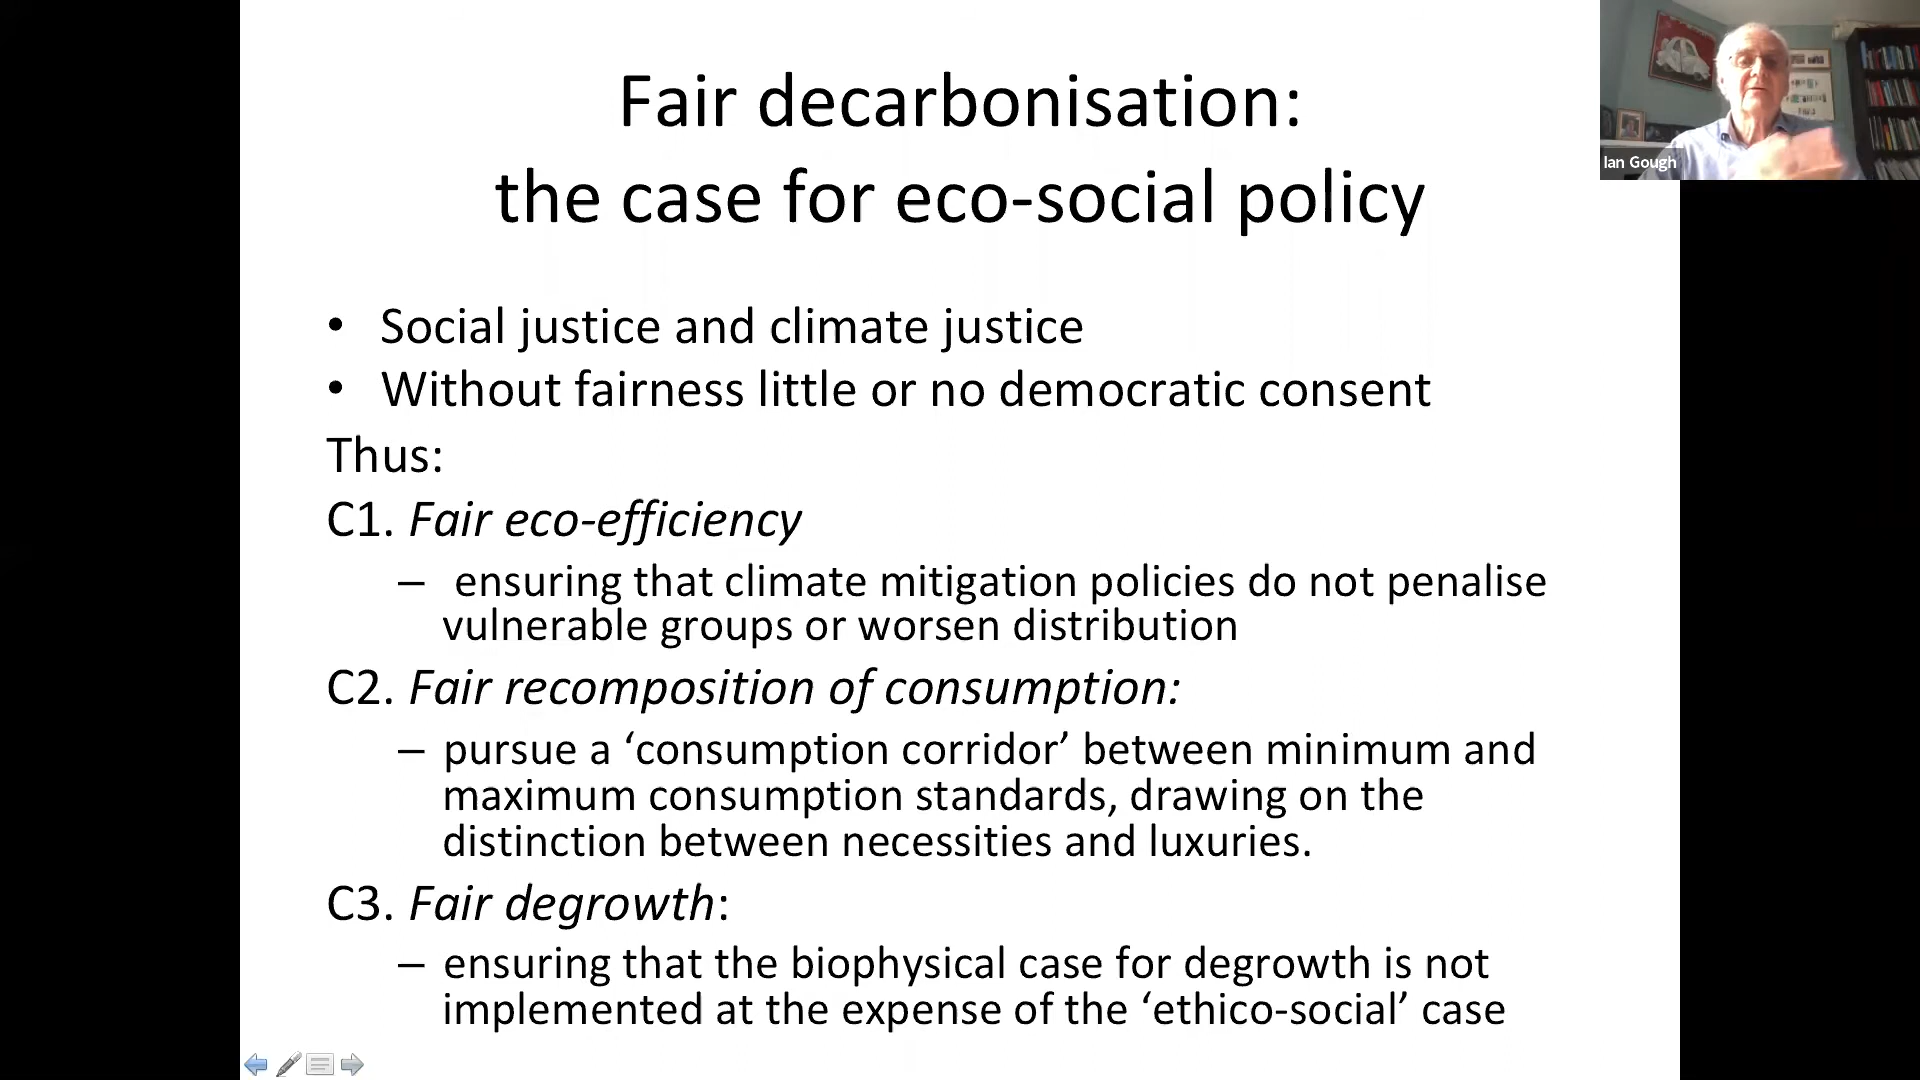 Fair decarbonisation:
the case for eco-social policy
Ian Gough
• Social justice and climate justice
• Without fairness little or no democratic consent
Thus:
C1. Fair eco-efficiency
– ensuring that climate mitigation policies do not penalise
vulnerable groups or worsen distribution
C2. Fair recomposition of consumption:
– pursue a ‘consumption corridor’ between minimum and
maximum consumption standards, drawing on the
distinction between necessities and luxuries.
C3. Fair degrowth:
– ensuring that the biophysical case for degrowth is not
implemented at the expense of the ‘ethico-social’ case